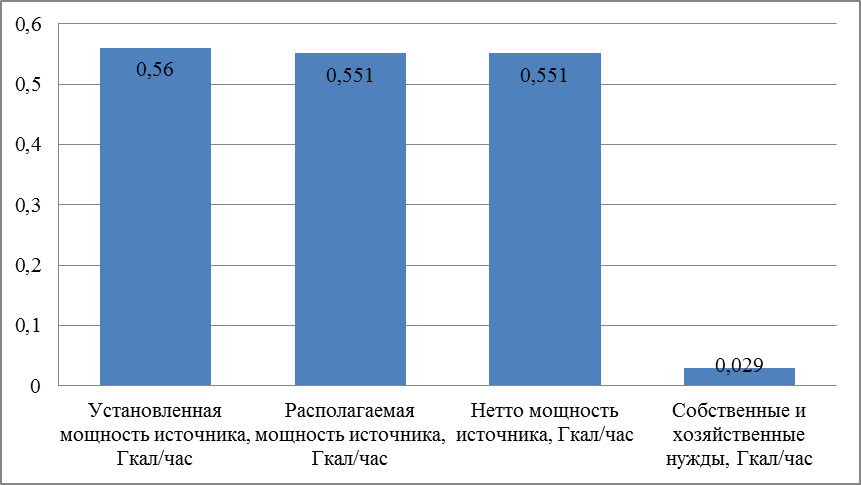 0,6
0,5
0,4
0,3
0,2
0,1
0
0,56
0,551
0,551
0,029
Установленная
мощность источника,
Гкал/час
Располагаемая
мощность источника,
Гкал/час
Нетто мощность
источника, Гкал/час
Собственные и
хозяйственные
нужды, Гкал/час